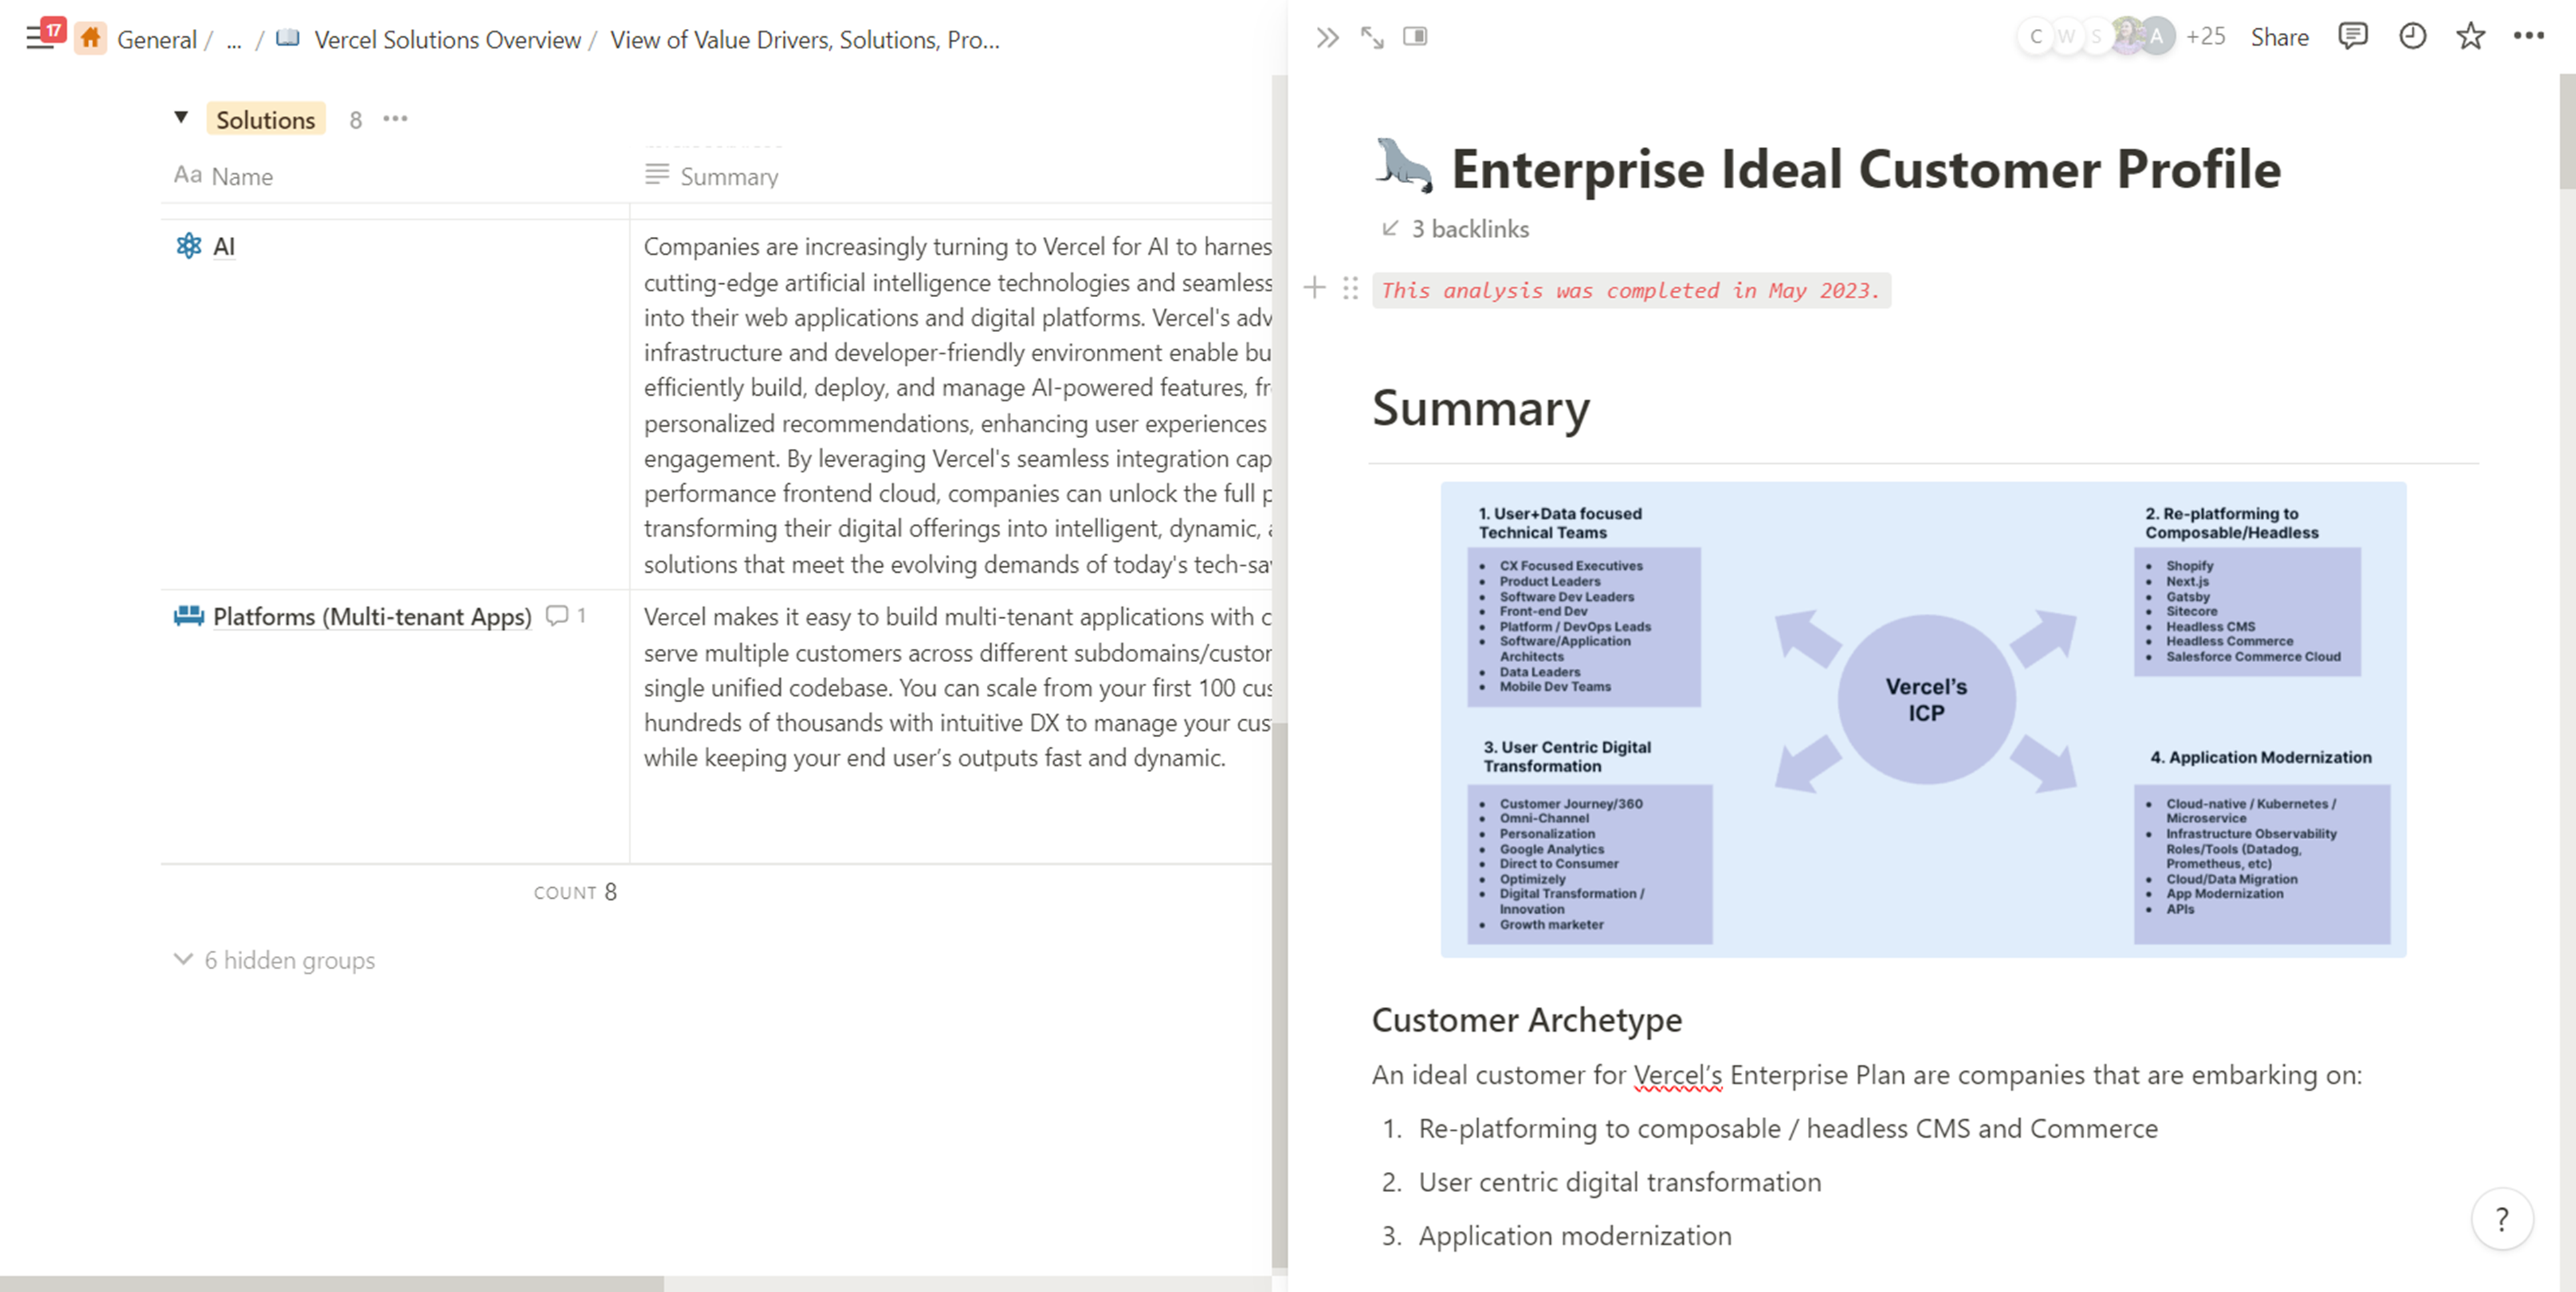 17
General / ... / Vercel Solutions Overview / View of Value Drivers, Solutions, Pro...
Solutions 8
Aa Name
Summary
AI
Companies are increasingly turning to Vercel for AI to harnes
cutting-edge artificial intelligence technologies and seamless
into their web applications and digital platforms. Vercel's adv
infrastructure and developer-friendly environment enable bu
efficiently build, deploy, and manage AI-powered features, fr
personalized recommendations, enhancing user experiences
engagement. By leveraging Vercel's seamless integration cap
performance frontend cloud, companies can unlock the full p
transforming their digital offerings into intelligent, dynamic, a
solutions that meet the evolving demands of today's tech-sav
Platforms (Multi-tenant Apps) 1
Vercel makes it easy to build multi-tenant applications with c
serve multiple customers across different subdomains/custor
single unified codebase. You can scale from your first 100 cus
hundreds of thousands with intuitive DX to manage your cus
while keeping your end user’s outputs fast and dynamic.
COUNT 8
6 hidden groups
C W S A +25 Share
Enterprise Ideal Customer Profile
3 backlinks
This analysis was completed in May 2023.
Summary
1. User+Data focused
Technical Teams
• CX Focused Executives
• Product Leaders
• Software Dev Leaders
• Front-end Dev
• Platform / DevOps Leads
• Software/Application
Architects
• Data Leaders
• Mobile Dev Teams
2. Re-platforming to
Composable/Headless
• Shopify
• Next.js
• Gatsby
• Sitecore
• Headless CMS
• Headless Commerce
• Salesforce Commerce Cloud
Vercel’s
ICP
3. User Centric Digital
Transformation
• Customer Journey/360
• Omni-Channel
• Personalization
• Google Analytics
• Direct to Consumer
• Optimizely
• Digital Transformation /
Innovation
• Growth marketer
4. Application Modernization
• Cloud-native / Kubernetes /
Microservice
• Infrastructure Observability
Roles/Tools (Datadog,
Prometheus, etc)
• Cloud/Data Migration
• App Modernization
• APIs
Customer Archetype
An ideal customer for Vercel’s Enterprise Plan are companies that are embarking on:
1. Re-platforming to composable / headless CMS and Commerce
2. User centric digital transformation
3. Application modernization
?